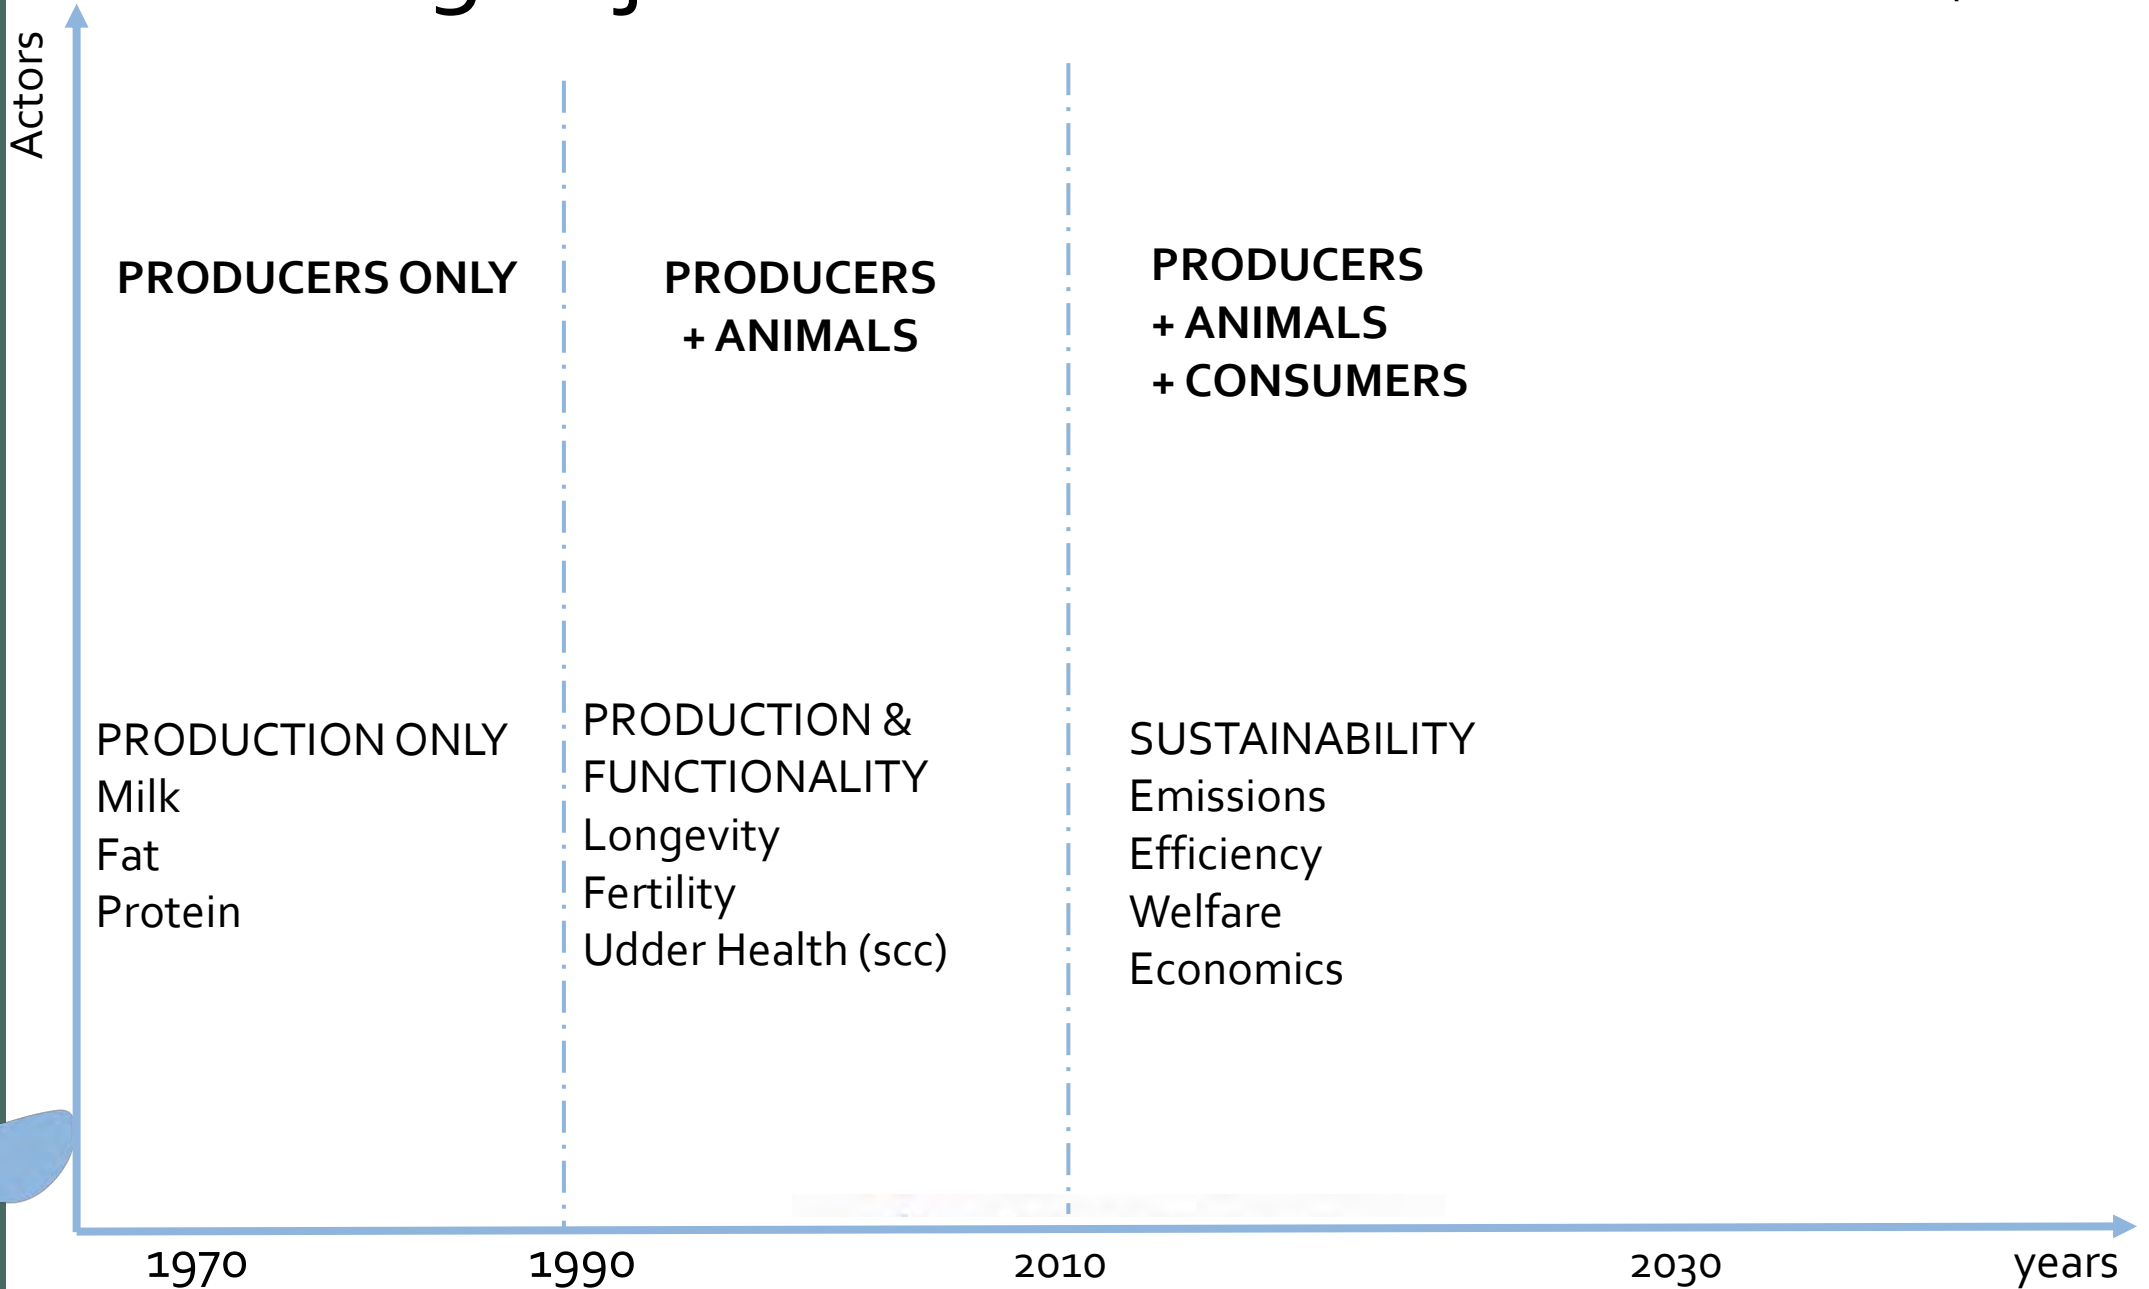 Actors
PRODUCERS ONLY
PRODUCERS
+ ANIMALS
PRODUCERS
+ ANIMALS
+ CONSUMERS
PRODUCTION ONLY
Milk
Fat
Protein
PRODUCTION &
FUNCTIONALITY
Longevity
Fertility
Udder Health (scc)
SUSTAINABILITY
Emissions
Efficiency
Welfare
Economics
1970 1990 2010 2030 years